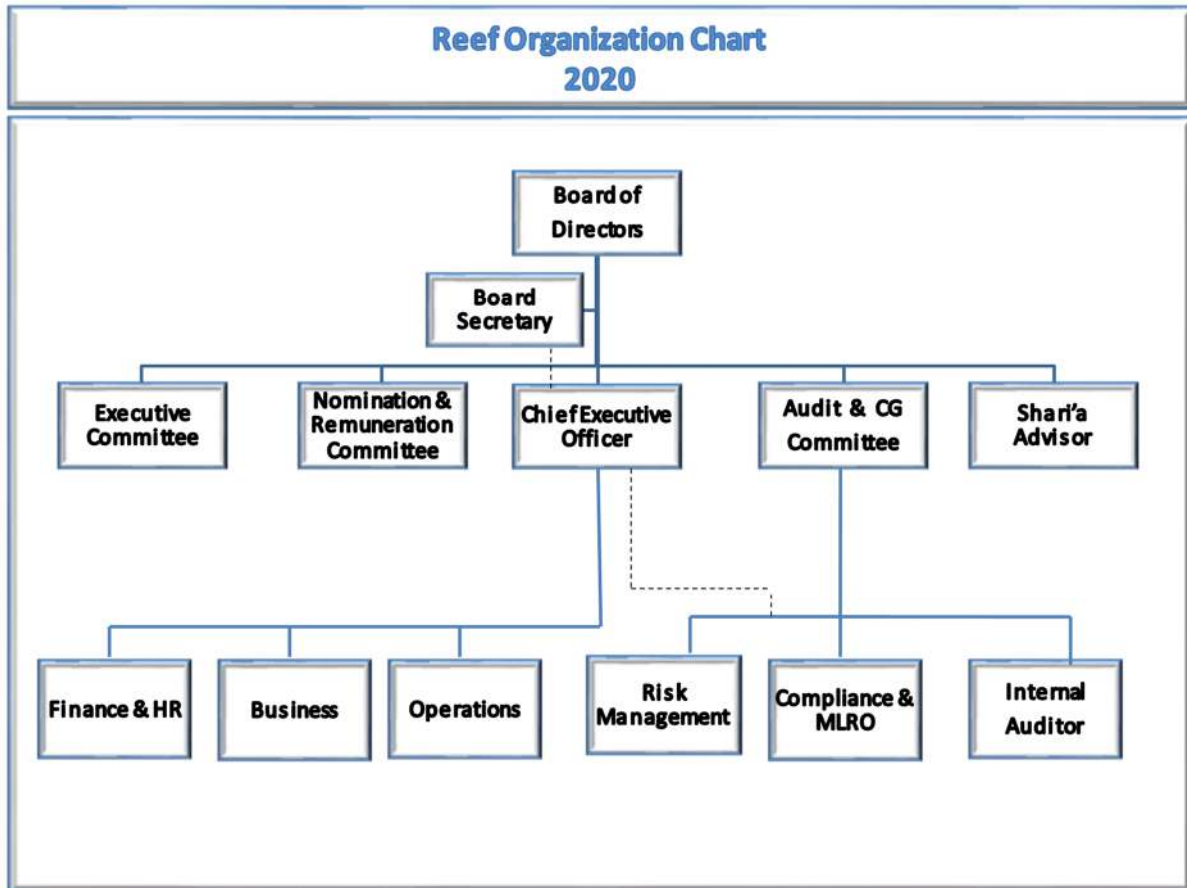 Reef Organization Chart
2020
Board of
Directors
Board
Secretary
Executive
Committee
Nomination &
Remuneration
Committee
Chief Executive
Officer
Audit & CG
Committee
Shari'a
Advisor
Finance & HR
Business
Operations
Risk
Management
Compliance &
MLRO
Internal
Auditor